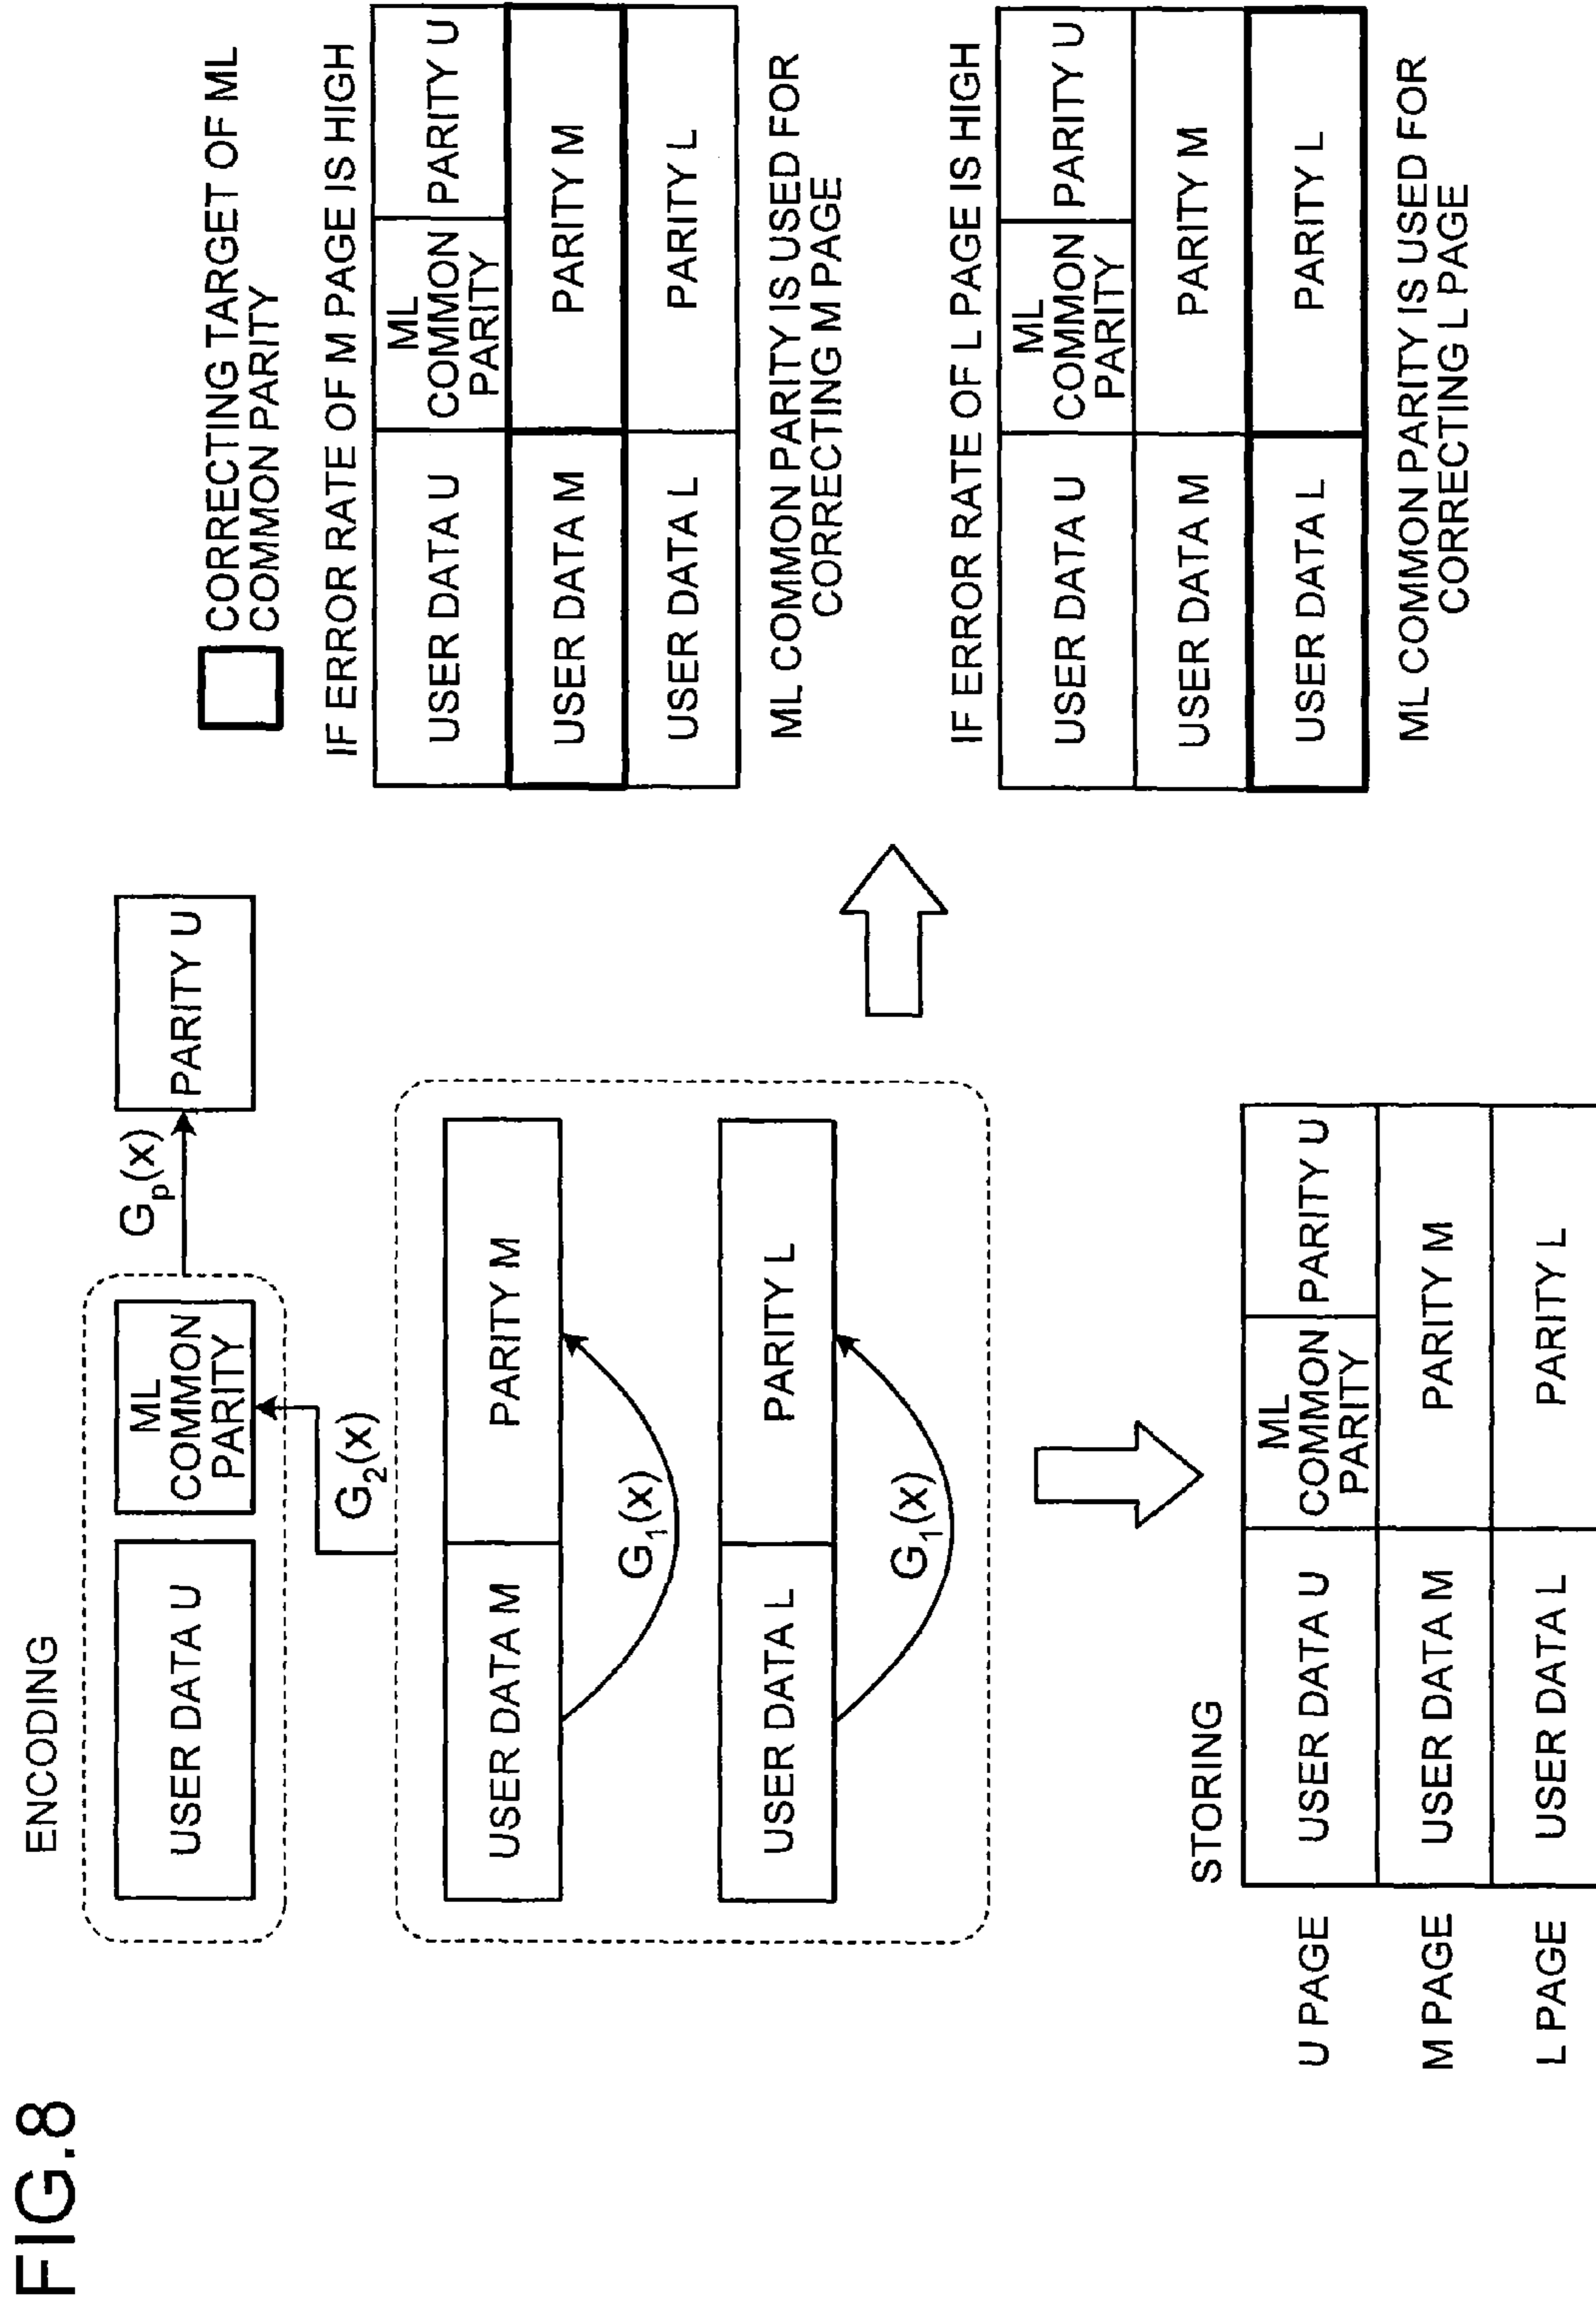 FIG.8
ENCODING
USER DATA U
ML
COMMON
PARITY
Gp(x)
PARITY U
G2(x)
USER DATA M
PARITY M
G1(x)
USER DATA L
PARITY L
G1(x)
STORING
U PAGE
USER DATA U
ML
COMMON
PARITY
PARITY U
M PAGE
USER DATA M
PARITY M
L PAGE
USER DATA L
PARITY L
CORRECTING TARGET OF ML
COMMON PARITY
IF ERROR RATE OF M PAGE IS HIGH
USER DATA U
ML
COMMON
PARITY
PARITY U
USER DATA M
PARITY M
USER DATA L
PARITY L
ML COMMON PARITY IS USED FOR
CORRECTING M PAGE
IF ERROR RATE OF L PAGE IS HIGH
USER DATA U
ML
COMMON
PARITY
PARITY U
USER DATA M
PARITY M
USER DATA L
PARITY L
ML COMMON PARITY IS USED FOR
CORRECTING L PAGE